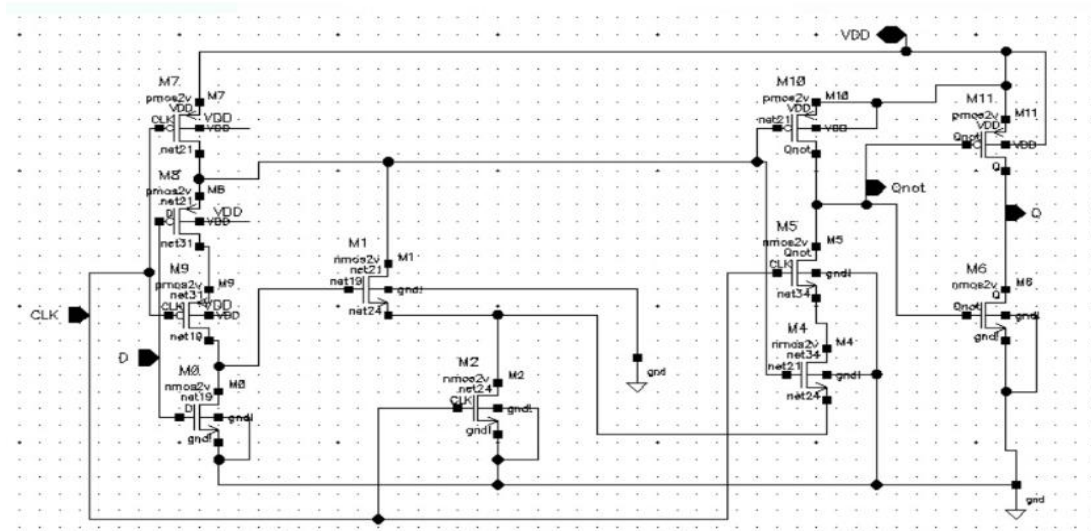 VDD
M7
M7
pmos2v
VDD
CLK
VDD
VDD
net21
M8
M8
pmos2v
net21
D
VDD
VDD
net31
M9
M9
pmos2v
net31
CLK
VDD
VDD
net19
CLK
D
M0
M0
nmos2v
net19
D
gnd!
gnd!
M1
M1
nmos2v
net21
net19
gnd!
net24
gnd
M2
M2
nmos2v
net24
CLK
gnd!
gnd!
M10
M10
pmos2v
VDD
net21
VDD
Qnot
M5
M5
nmos2v
Qnot
CLK
gnd!
net34
M4
M4
nmos2v
net34
net21
gnd!
net24
M11
M11
pmos2v
VDD
Qnot
VDD
Q
Qnot
Q
M6
M6
nmos2v
Q
Qnot
gnd!
gnd!
gnd